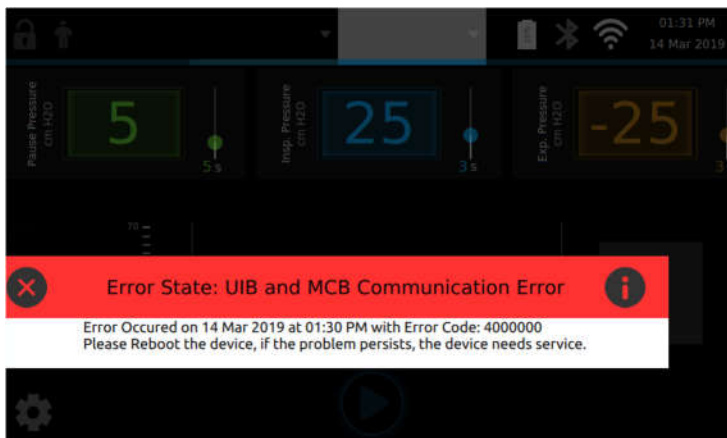 01:31 PM
14 Mar 2019
Pause Pressure
cm H2O
5
5 s
Insp. Pressure
cm H2O
25
3 s
Exp. Pressure
cm H2O
-25
3
70
Error State: UIB and MCB Communication Error
Error Occured on 14 Mar 2019 at 01:30 PM with Error Code: 4000000
Please Reboot the device, if the problem persists, the device needs service.